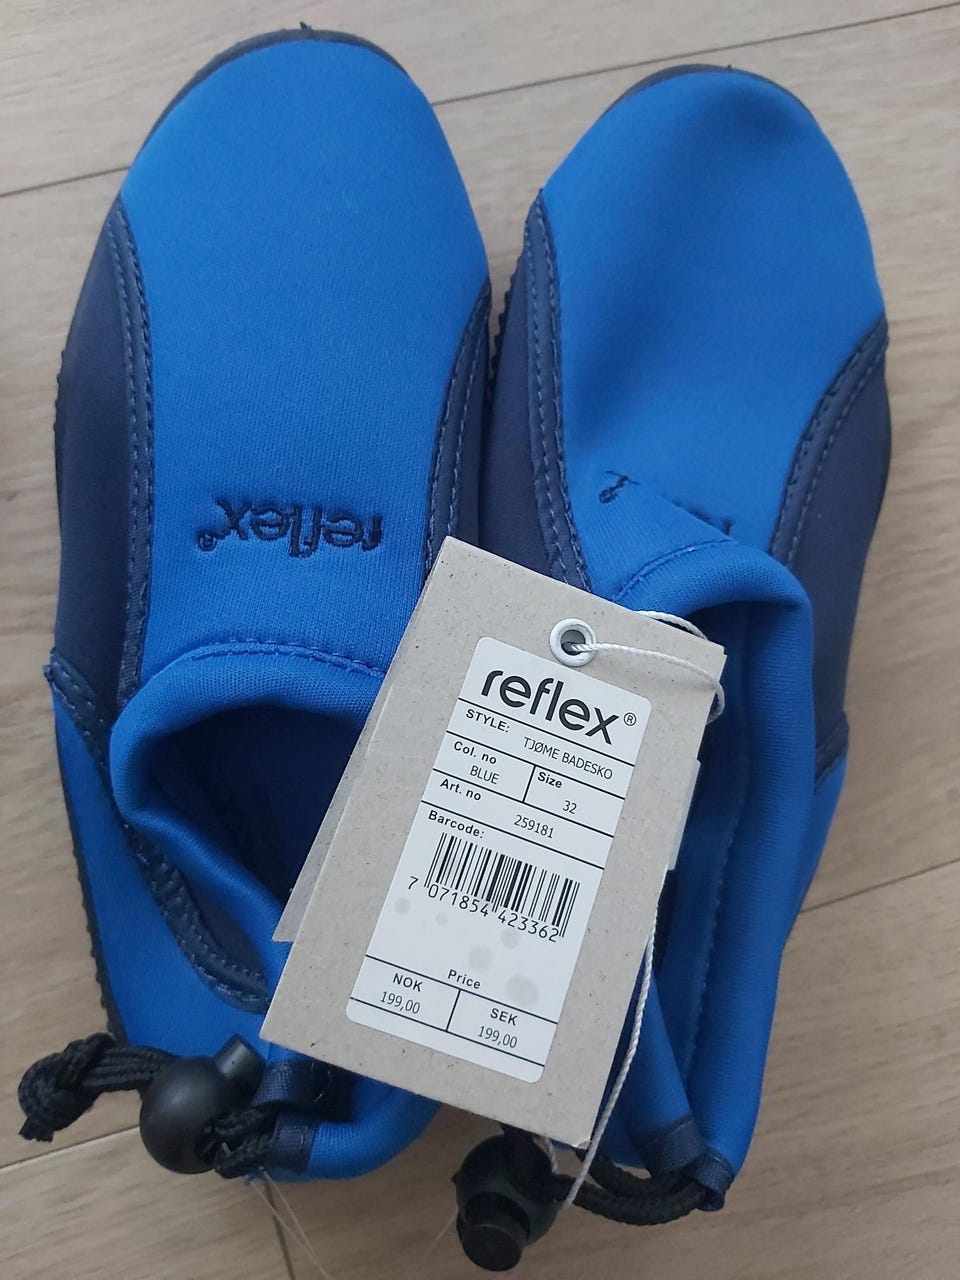 reflex®
reflex®
STYLE: TJØME BADESKO
Col. no BLUE
Size 32
Art. no 259181
Barcode:
7 071854 423362
Price
NOK 199,00
SEK 199,00